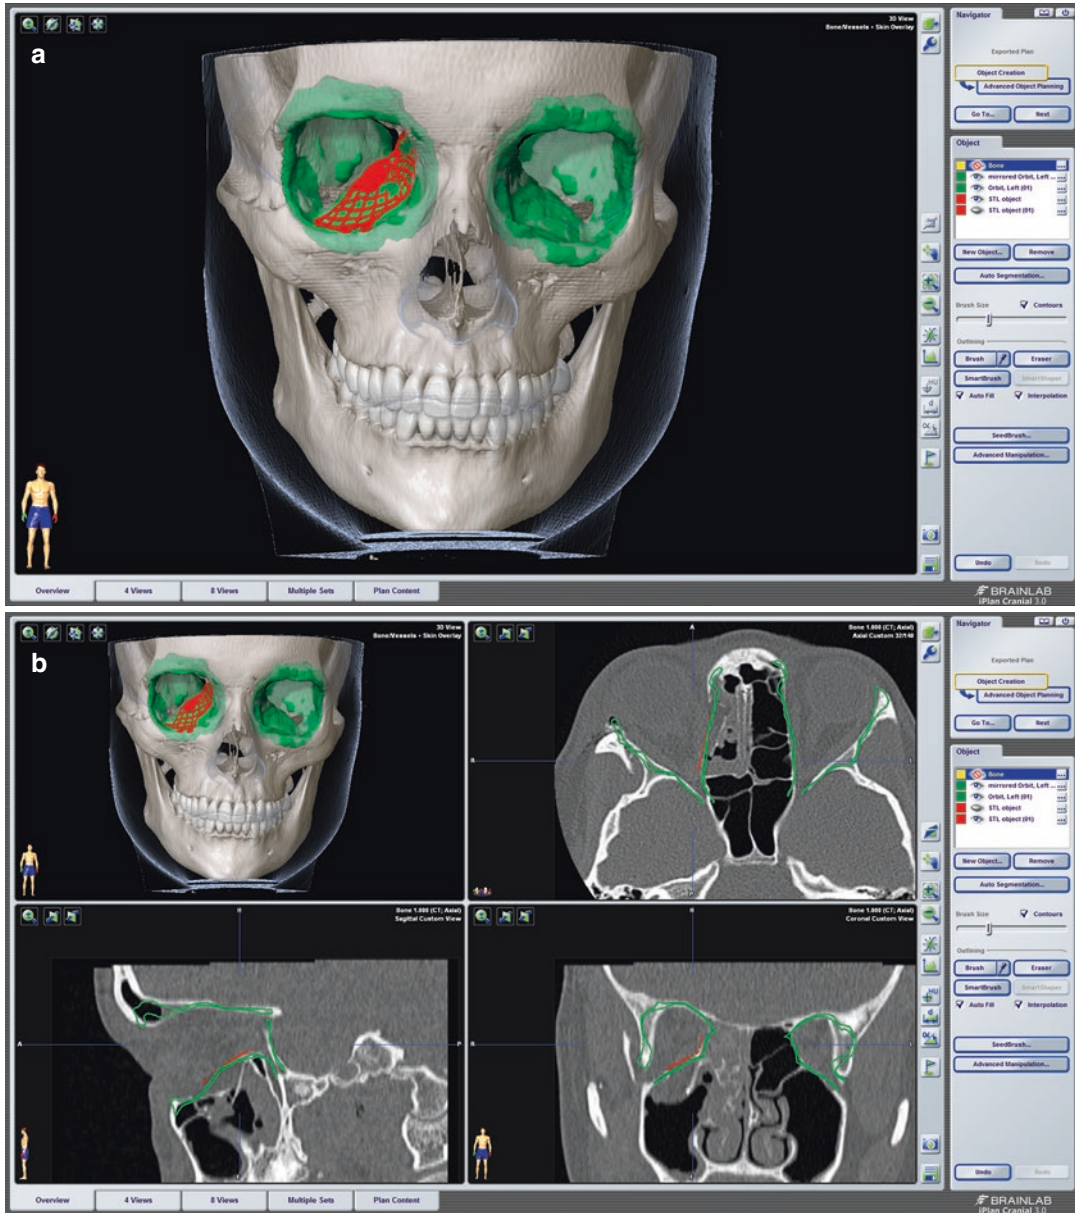 a
3D View
Bone/Vessels + Skin Overlay
Navigator
Exported Plan
Object Creation
Advanced Object Planning
Go To...
Next
Object
Bone
mirrored Orbit, Left ...
Orbit, Left (01)
STL object
STL object (01)
New Object...
Remove
Auto Segmentation...
Brush Size
Contours
Outlining
Brush
Eraser
SmartBrush
SmartShaper
Auto Fill
Interpolation
SeedBrush...
Advanced Manipulation...
Undo
Redo
HU
d
Overview
4 Views
8 Views
Multiple Sets
Plan Content
BRAINLAB
iPlan Cranial 3.0
b
3D View
Bone/Vessels + Skin Overlay
Bone 1.000 (CT; Axial)
Axial Custom 32/148
A
R
L
Bone 1.000 (CT; Axial)
Sagittal Custom View
H
A
P
Bone 1.000 (CT; Axial)
Coronal Custom View
H
R
L
Navigator
Exported Plan
Object Creation
Advanced Object Planning
Go To...
Next
Object
Bone
mirrored Orbit, Left ...
Orbit, Left (01)
STL object
STL object (01)
New Object...
Remove
Auto Segmentation...
Brush Size
Contours
Outlining
Brush
Eraser
SmartBrush
SmartShaper
Auto Fill
Interpolation
SeedBrush...
Advanced Manipulation...
Undo
Redo
HU
d
Overview
4 Views
8 Views
Multiple Sets
Plan Content
BRAINLAB
iPlan Cranial 3.0